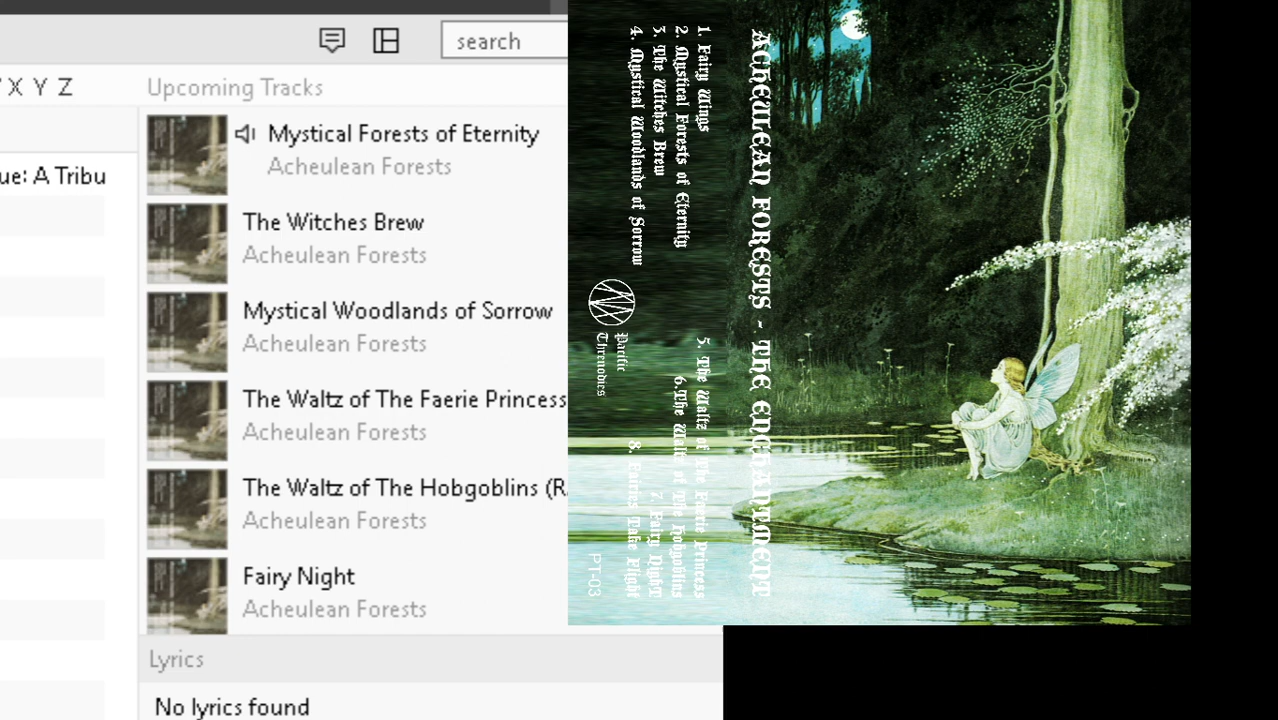 search
X Y Z
Upcoming Tracks
ue: A Tribu
Mystical Forests of Eternity
Acheulean Forests
The Witches Brew
Acheulean Forests
Mystical Woodlands of Sorrow
Acheulean Forests
The Waltz of The Faerie Princess
Acheulean Forests
The Waltz of The Hobgoblins (R
Acheulean Forests
Fairy Night
Acheulean Forests
Lyrics
No lyrics found
ACHEULEAN FORESTS - THE ENCHANTMENT
1. Fairy Wings
2. Mystical Forests of Eternity
3. The Witches Brew
4. Mystical Woodlands of Sorrow
5. The Waltz of The Faerie Princess
6.The Waltz of The Hobgoblins
7. Fairy Night
8. Fairies Take Flight
Pacific
Threnodies
PT-03